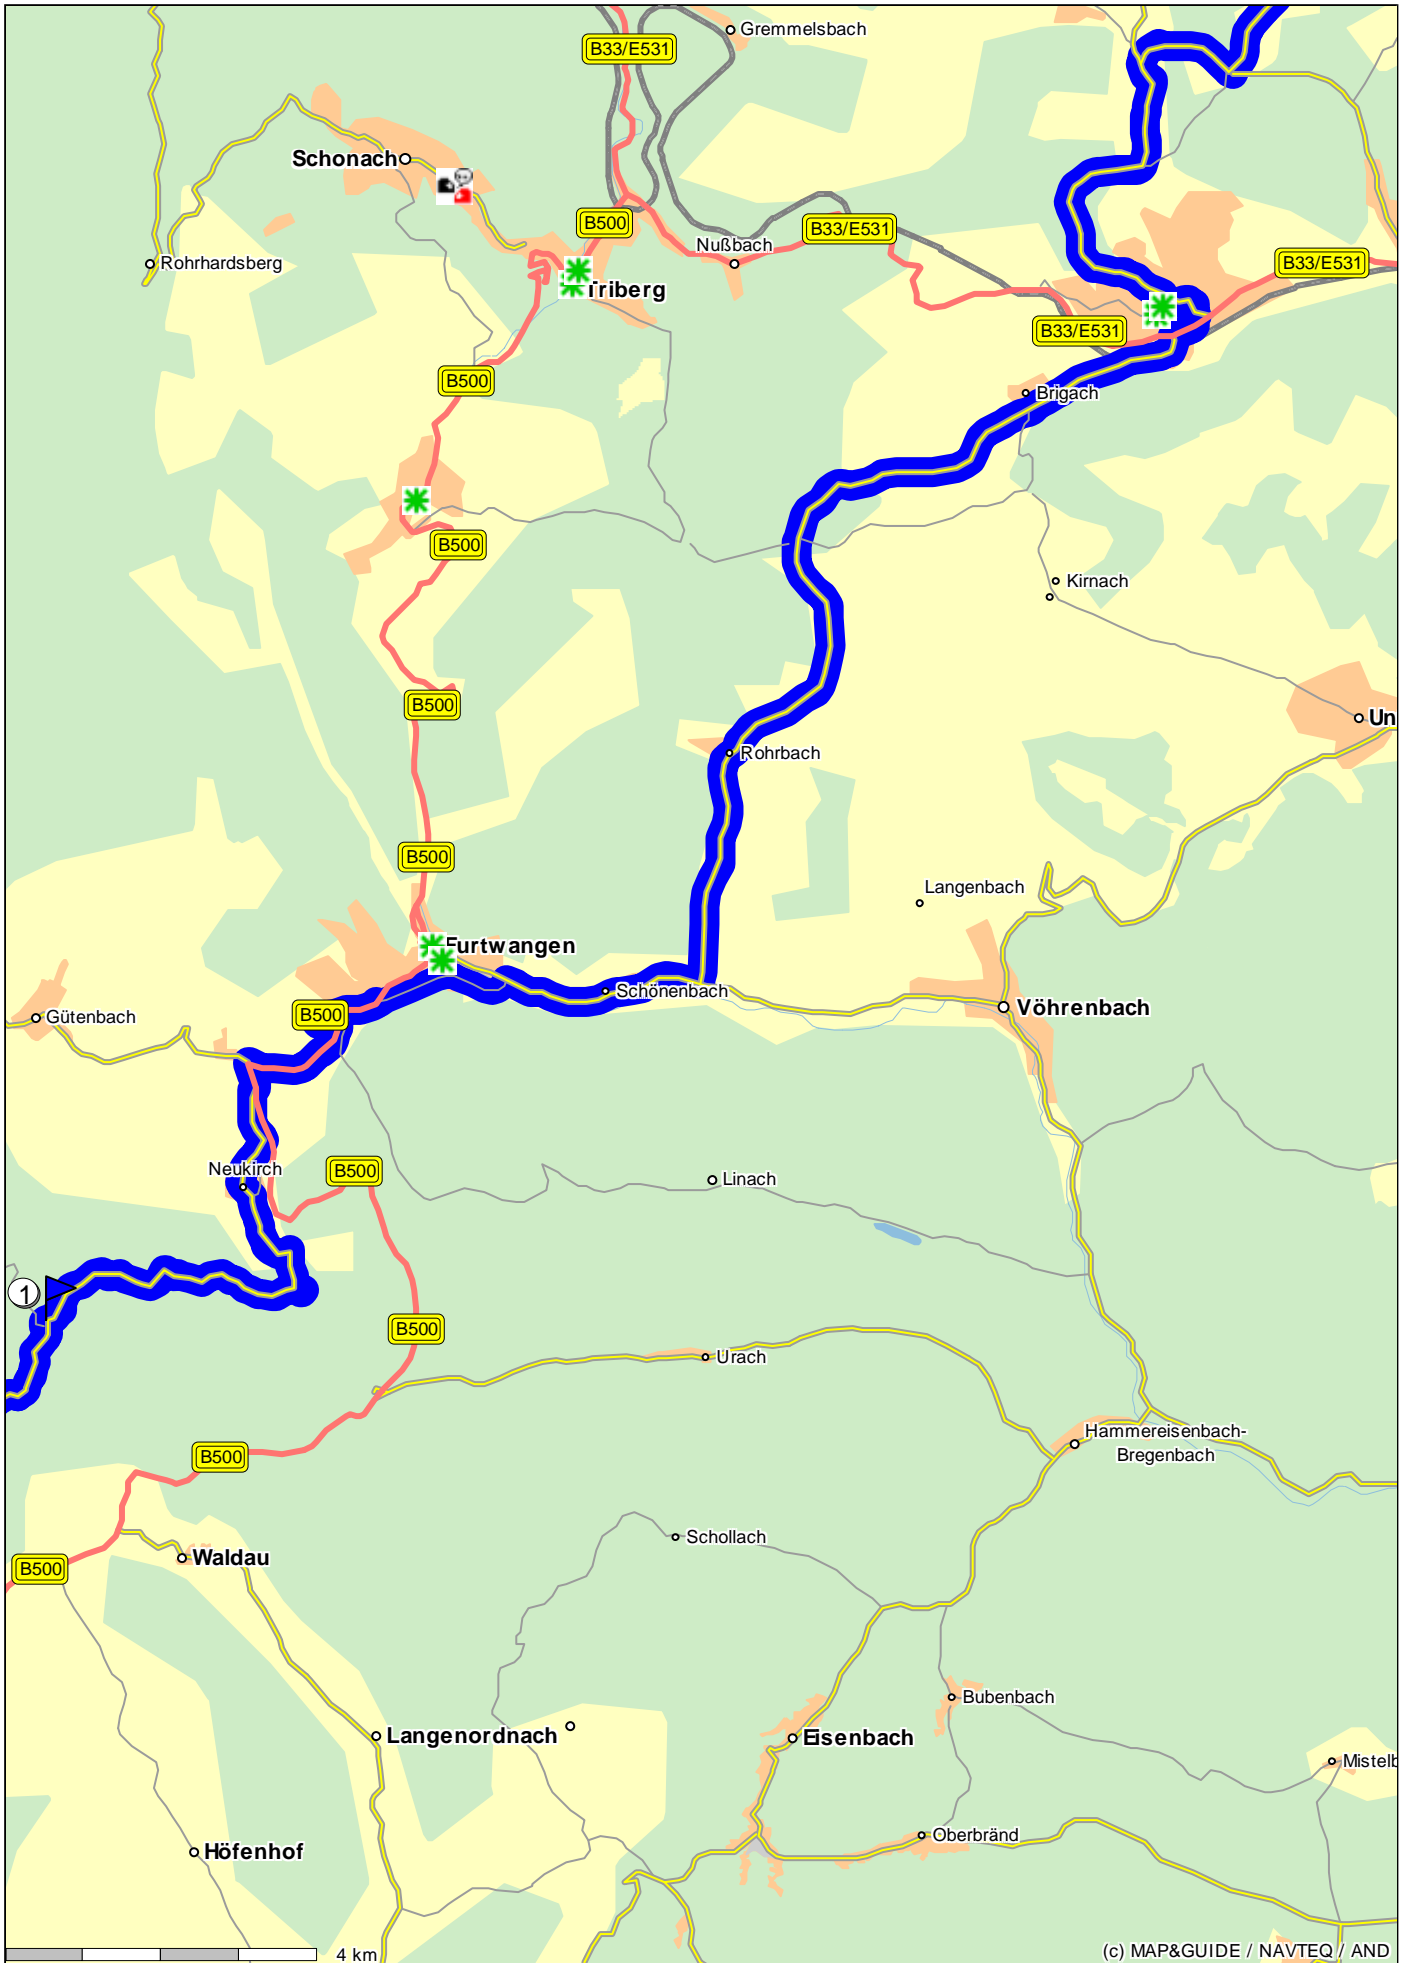 Gremmelsbach
B33/E531
Schonach
B500
B33/E531
Nußbach
Rohrhardsberg
B33/E531
Triberg
B33/E531
B500
Brigach
B500
Kirnach
B500
Un
Rohrbach
B500
Langenbach
Furtwangen
Schönenbach
Vöhrenbach
B500
Gütenbach
Neukirch
B500
Linach
1
B500
Urach
Hammereisenbach-
Bregenbach
B500
Schollach
Waldau
B500
Bubenbach
Langenordnach
Eisenbach
Mistelb
Oberbränd
Höfenhof
4 km
(c) MAP&GUIDE / NAVTEQ / AND